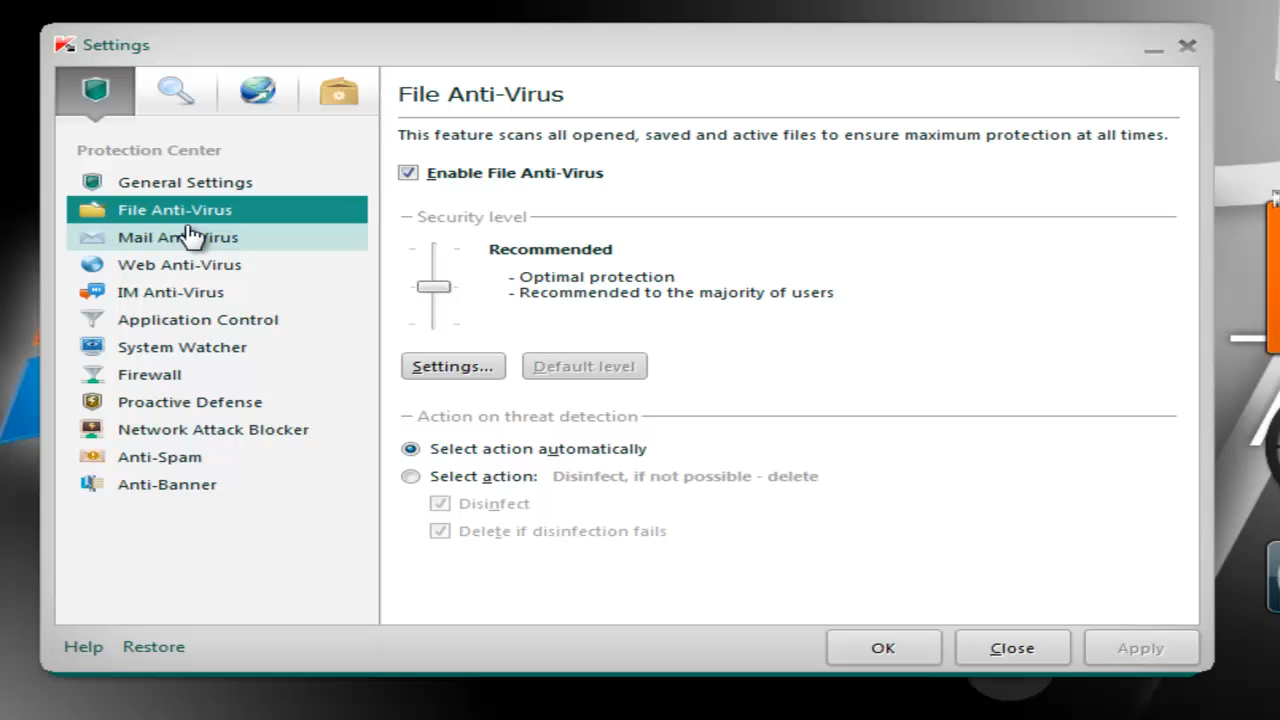 Settings
Protection Center
General Settings
File Anti-Virus
Mail Anti-Virus
Web Anti-Virus
IM Anti-Virus
Application Control
System Watcher
Firewall
Proactive Defense
Network Attack Blocker
Anti-Spam
Anti-Banner
File Anti-Virus
This feature scans all opened, saved and active files to ensure maximum protection at all times.
Enable File Anti-Virus
Security level
Recommended
- Optimal protection
- Recommended to the majority of users
Settings... Default level
Action on threat detection
Select action automatically
Select action: Disinfect, if not possible - delete
Disinfect
Delete if disinfection fails
Help Restore OK Close Apply